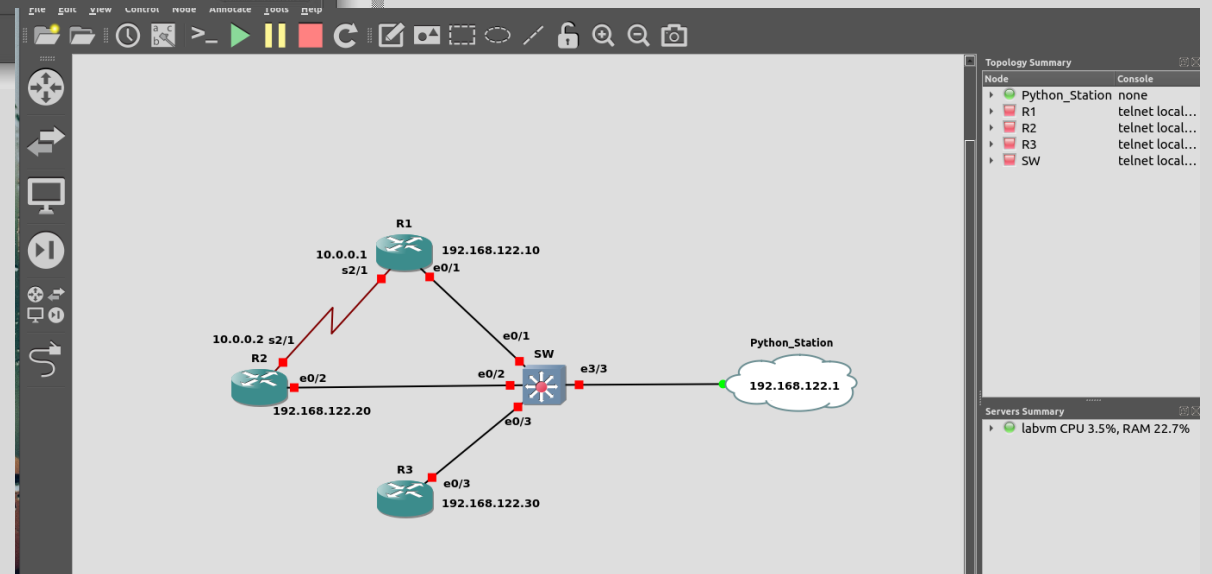 File Edit View Control Node Annotate Tools Help
Topology Summary
Node Console
Python_Station none
R1 telnet local...
R2 telnet local...
R3 telnet local...
SW telnet local...
R1
10.0.0.1
192.168.122.10
s2/1
e0/1
e0/1
10.0.0.2 s2/1
R2
SW
Python_Station
e0/2
e0/2
e3/3
192.168.122.1
192.168.122.20
e0/3
R3
e0/3
192.168.122.30
Servers Summary
labvm CPU 3.5%, RAM 22.7%